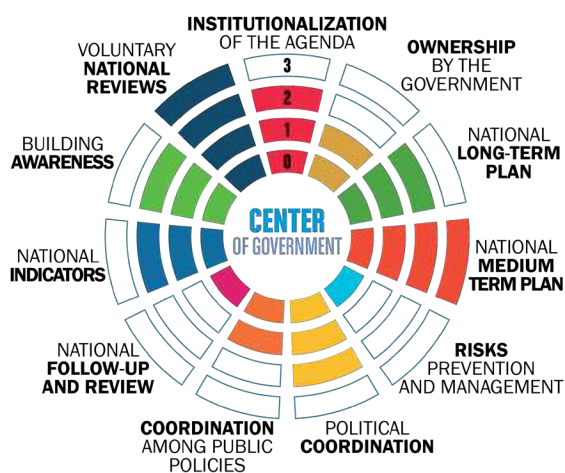 INSTITUTIONALIZATION
OF THE AGENDA
OWNERSHIP
BY THE
GOVERNMENT
NATIONAL
LONG-TERM
PLAN
NATIONAL
MEDIUM
TERM PLAN
RISKS
PREVENTION
AND MANAGEMENT
POLITICAL
COORDINATION
COORDINATION
AMONG PUBLIC
POLICIES
NATIONAL
FOLLOW-UP
AND REVIEW
NATIONAL
INDICATORS
BUILDING
AWARENESS
VOLUNTARY
NATIONAL
REVIEWS
3
2
1
0
CENTER
OF GOVERNMENT